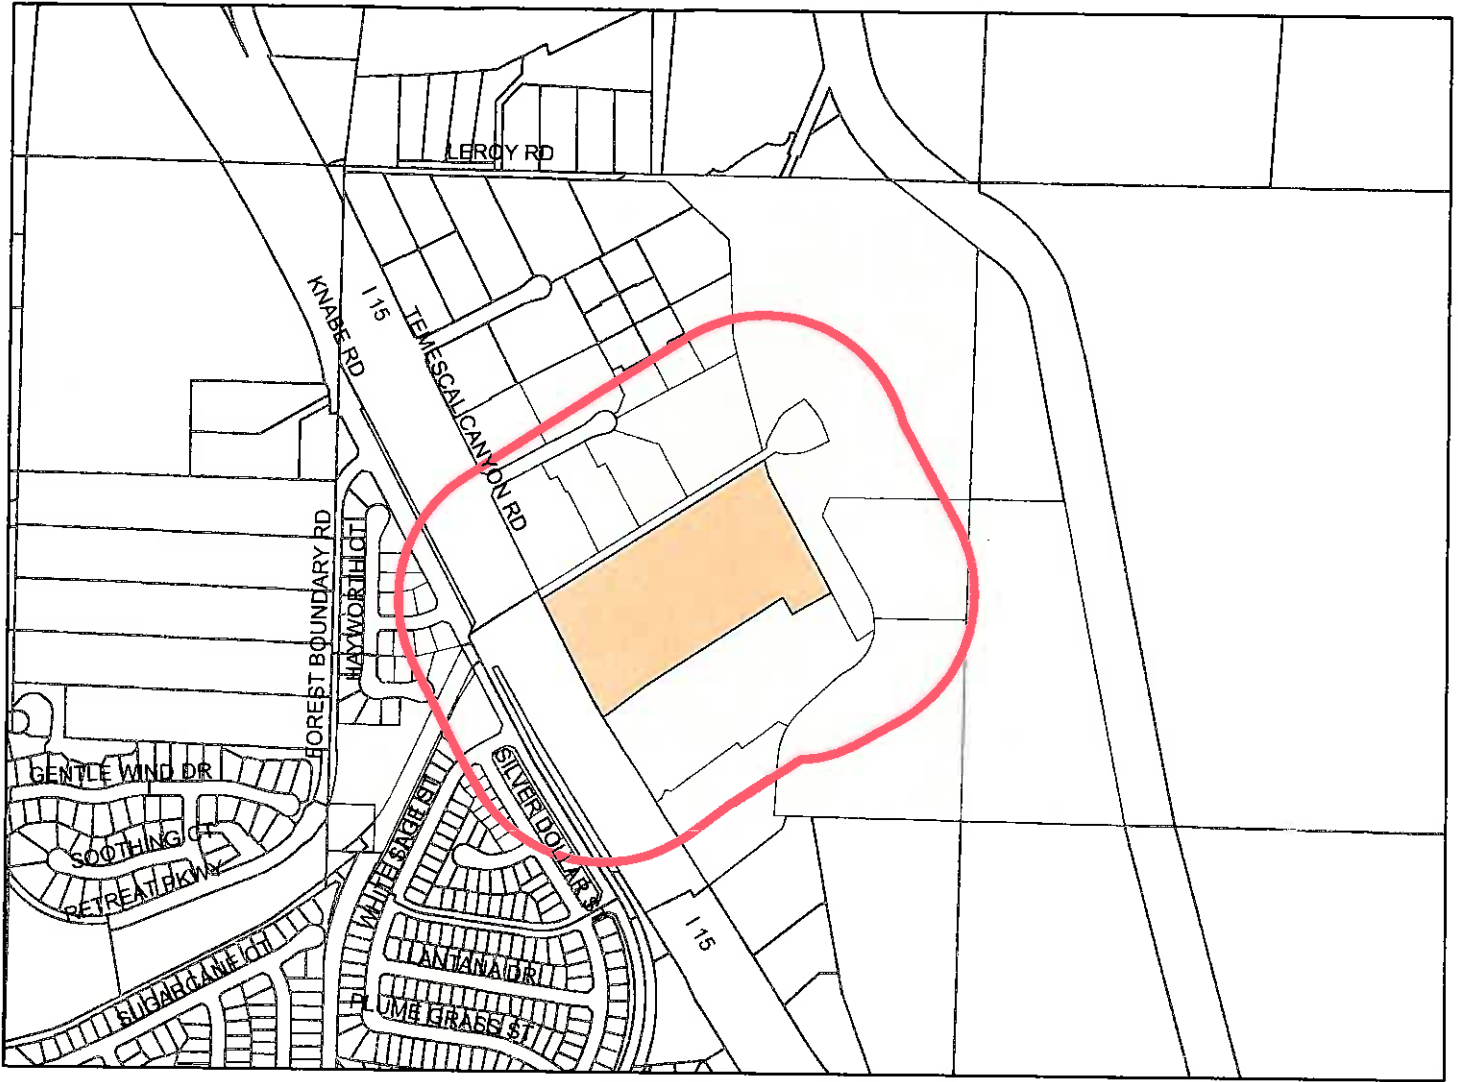 LEROY RD
KNABE RD
I 15
TEMESCAL CANYON RD
FOREST BOUNDARY RD
HAYWORTH CT
GENTLE WIND DR
SILVER DOLLAR ST
WHITE SAGE ST
SOOTHING CT
RETREAT PKWY
SUGARCANE CT
LANTANA DR
I 15
PLUME GRASS ST